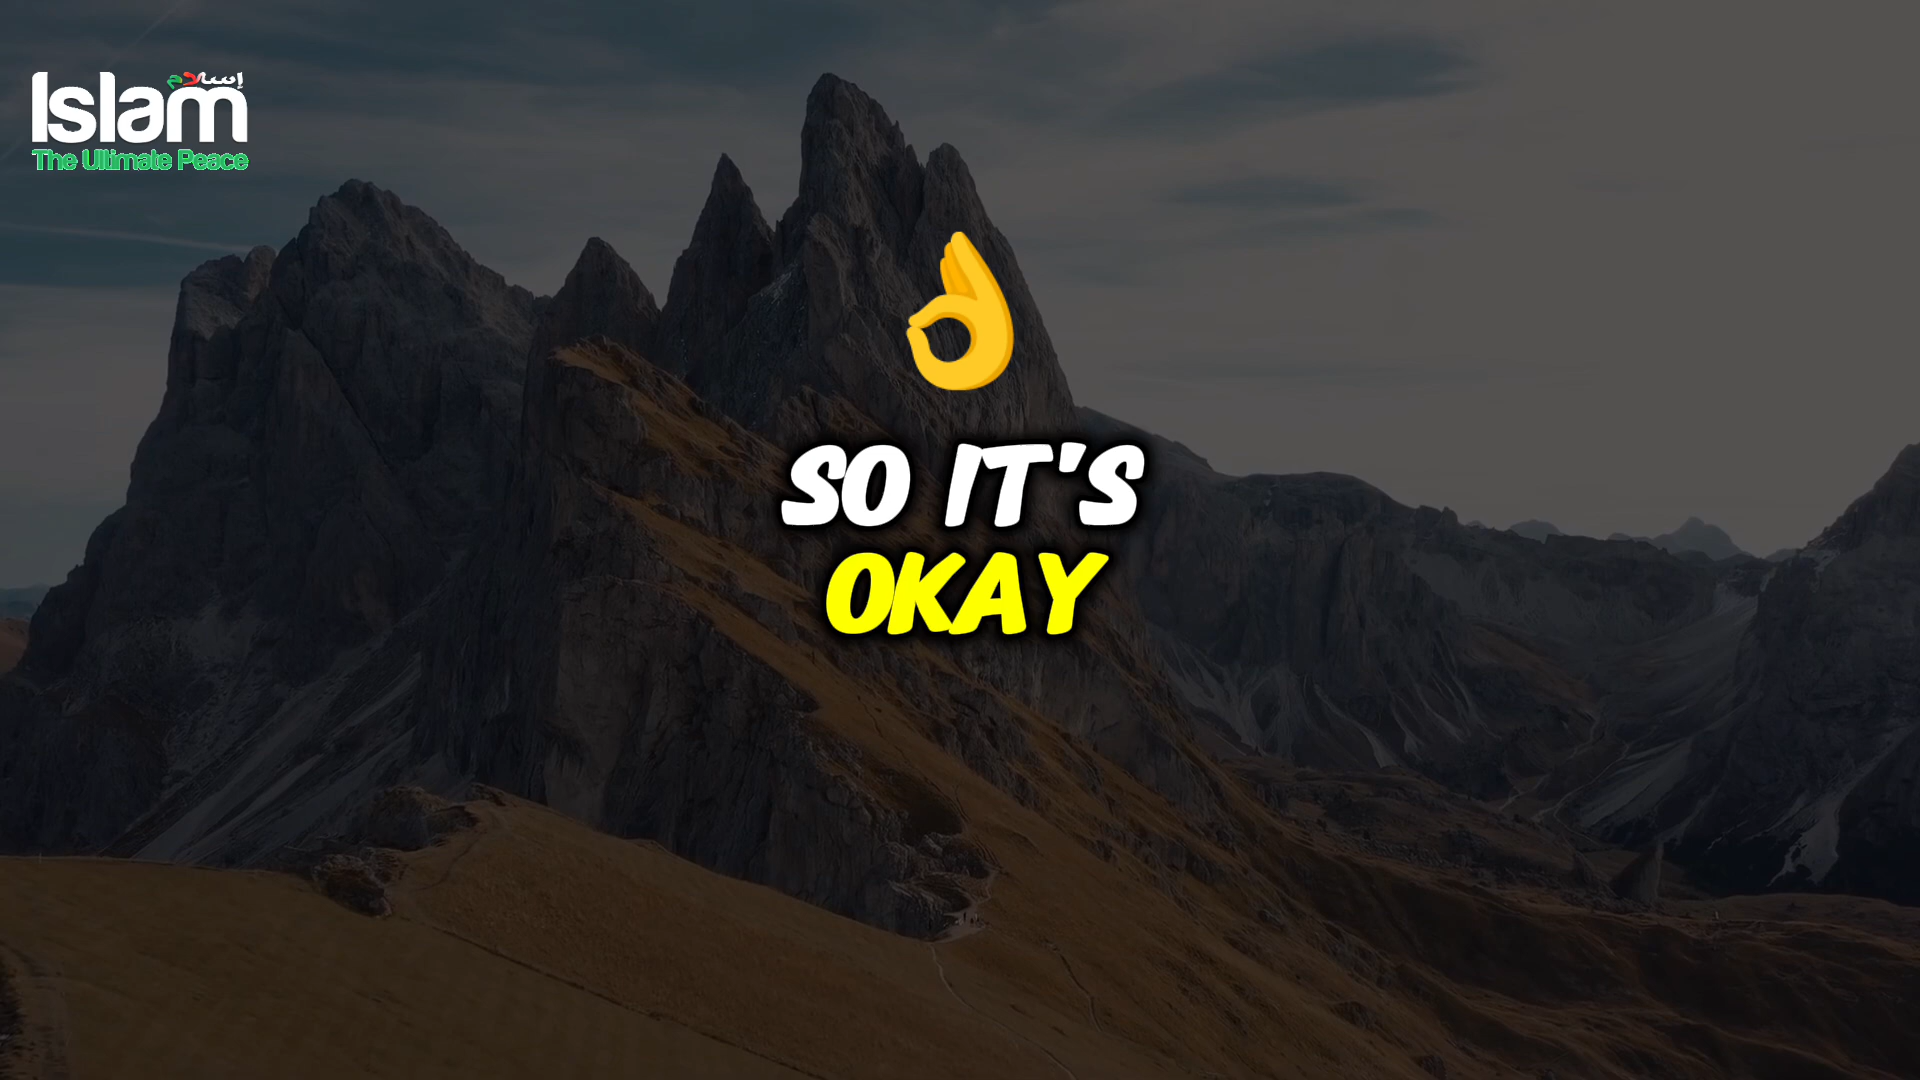 إسلام
Islam
The Ultimate Peace
SO IT'S
OKAY